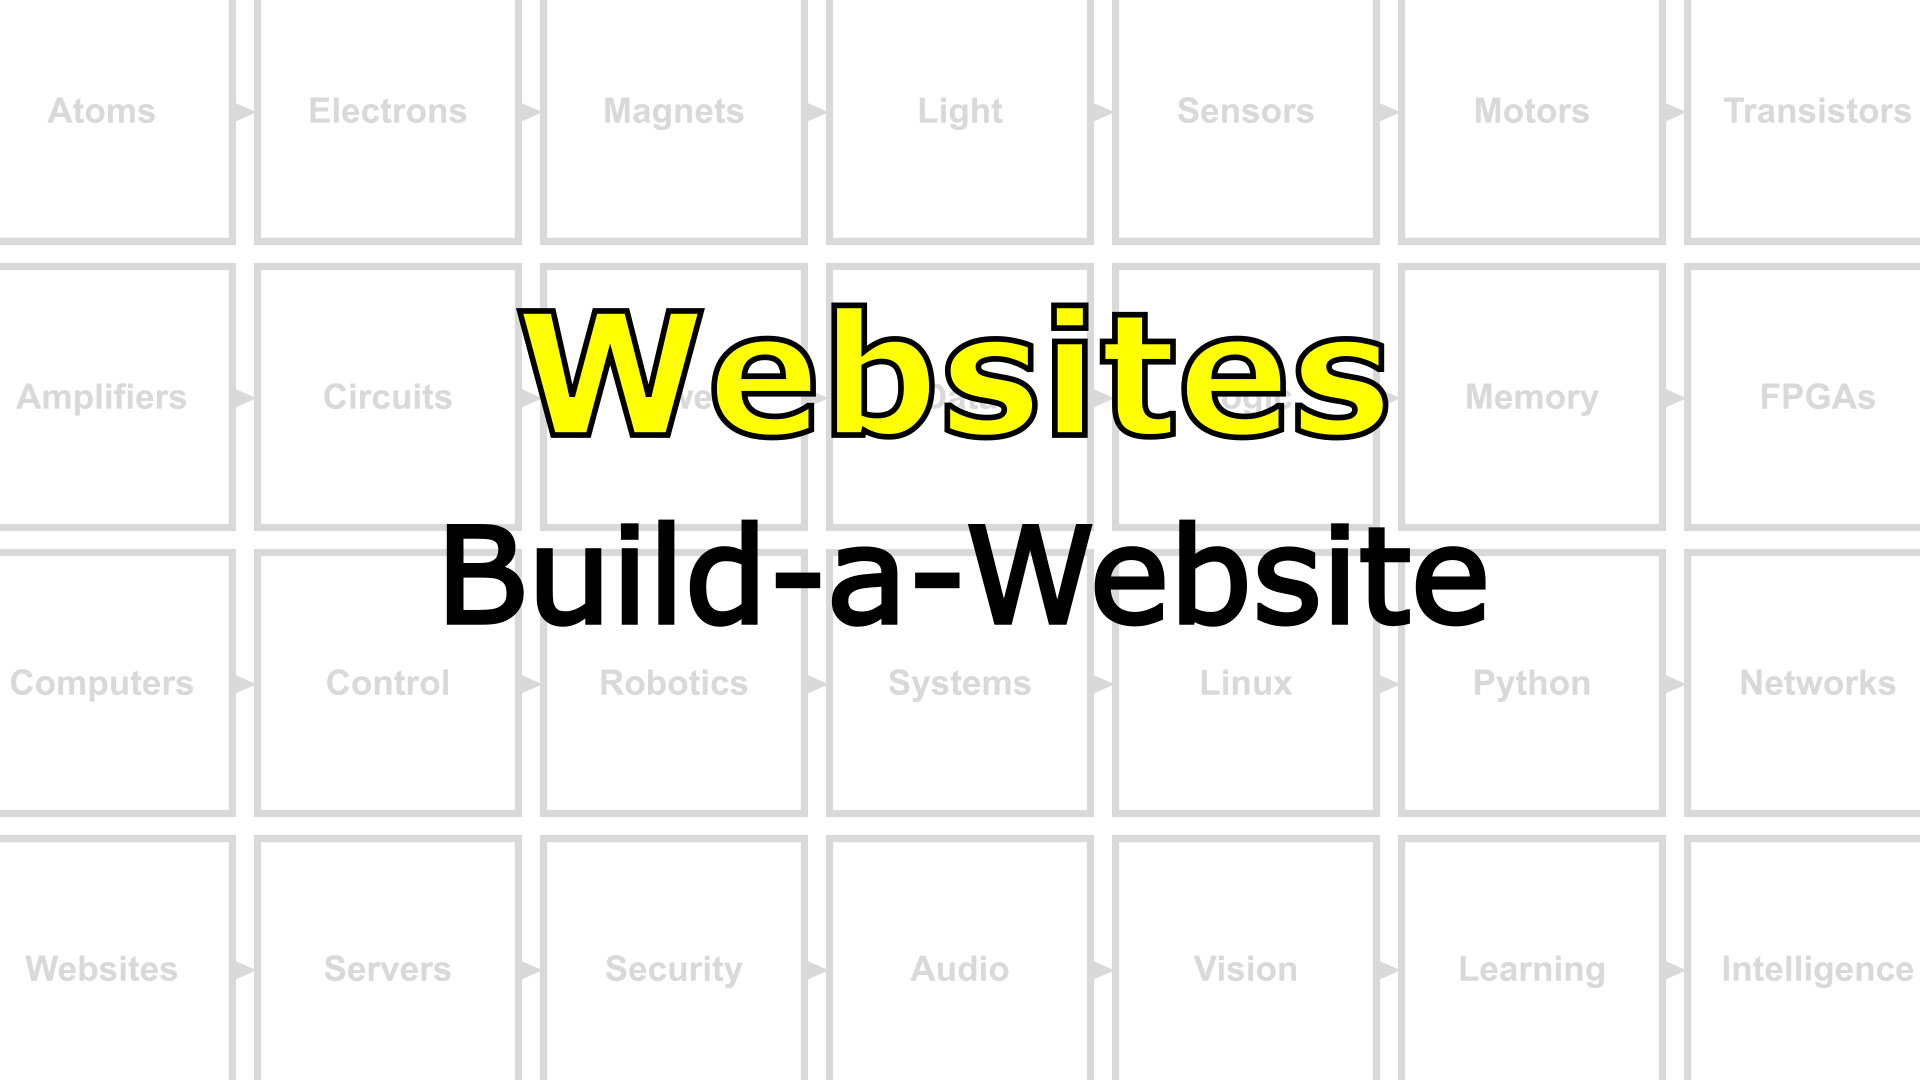 Atoms Electrons Magnets Light Sensors Motors Transistors
Amplifiers Circuits Memory FPGAs
Websites
Build-a-Website
Computers Control Robotics Systems Linux Python Networks
Websites Servers Security Audio Vision Learning Intelligence